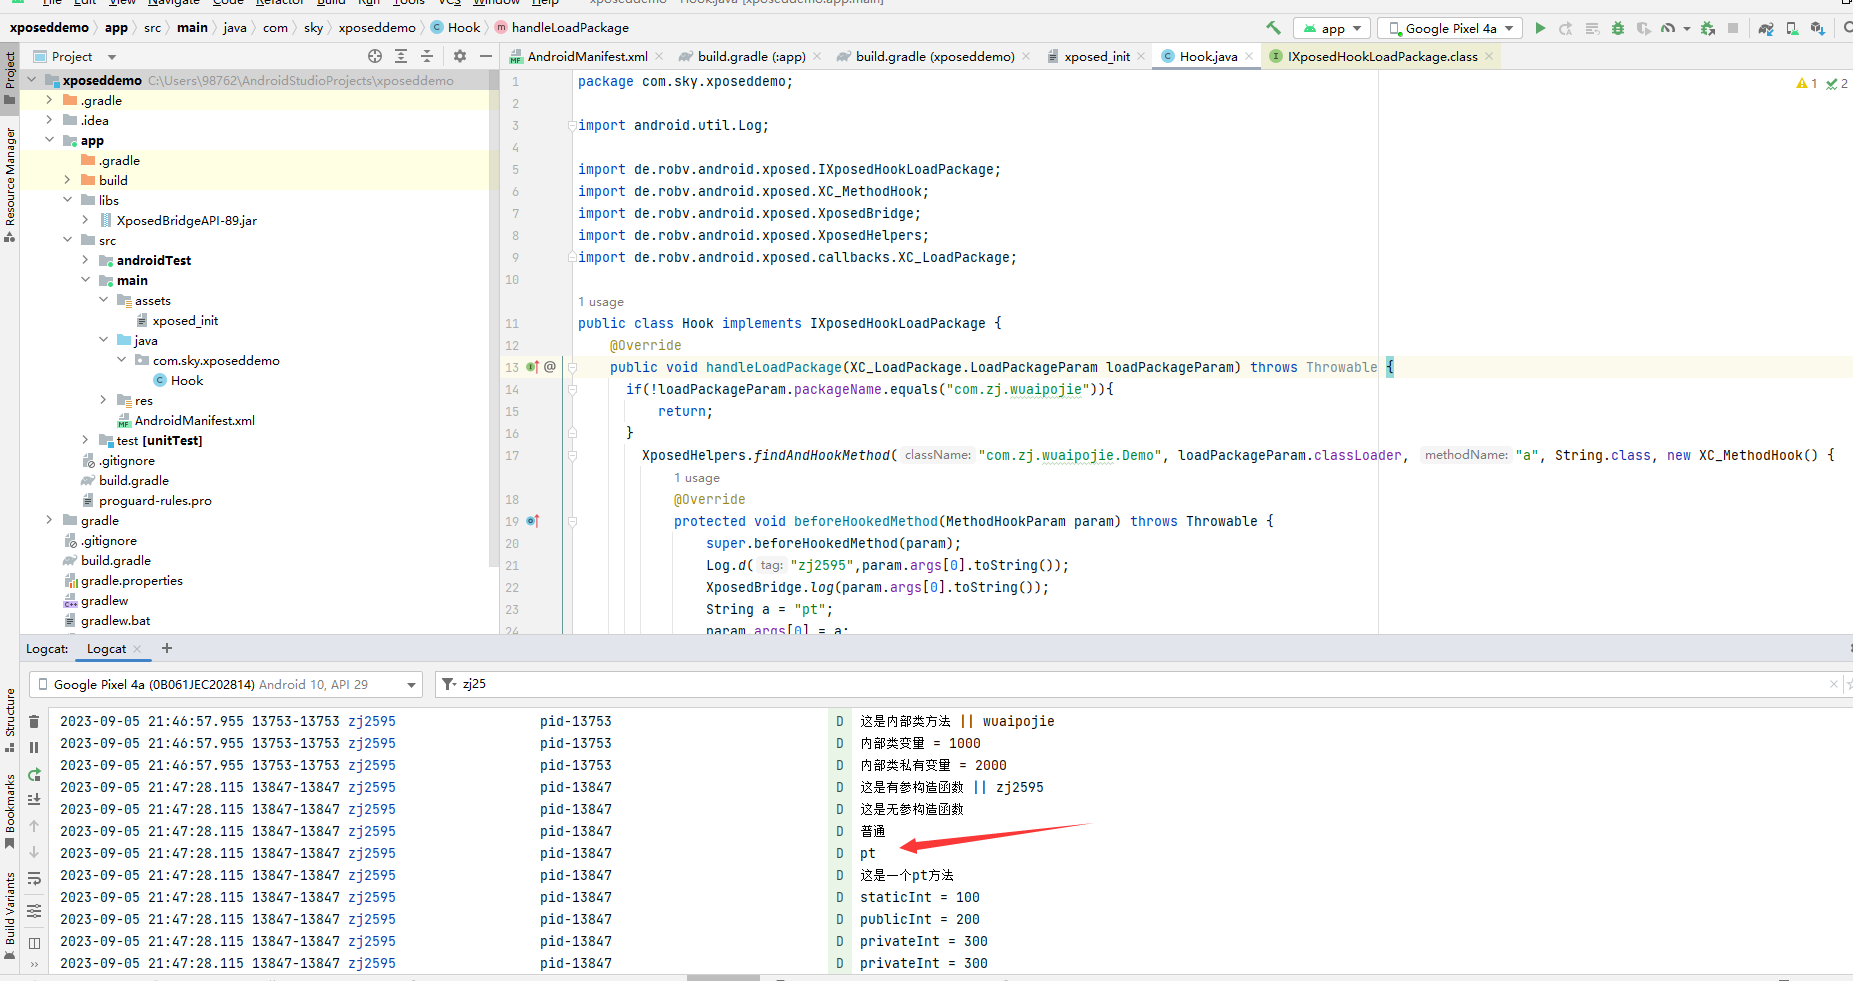 File Edit View Navigate Code Refactor Build Run Tools VCS Window Help xposeddemo - Hook.java [xposeddemo.app.main]
xposeddemo app src main java com sky xposeddemo Hook handleLoadPackage app Google Pixel 4a
Project
AndroidManifest.xml build.gradle (:app) build.gradle (xposeddemo) xposed_init Hook.java IXposedHookLoadPackage.class
Project
Resource Manager
Structure
Bookmarks
Build Variants
xposeddemo C:\Users\98762\AndroidStudioProjects\xposeddemo
.gradle
.idea
app
.gradle
build
libs
XposedBridgeAPI-89.jar
src
androidTest
main
assets
xposed_init
java
com.sky.xposeddemo
Hook
res
AndroidManifest.xml
test [unitTest]
.gitignore
build.gradle
proguard-rules.pro
gradle
.gitignore
build.gradle
gradle.properties
gradlew
gradlew.bat
1 package com.sky.xposeddemo;
1 2
2
3 import android.util.Log;
4
5 import de.robv.android.xposed.IXposedHookLoadPackage;
6 import de.robv.android.xposed.XC_MethodHook;
7 import de.robv.android.xposed.XposedBridge;
8 import de.robv.android.xposed.XposedHelpers;
9 import de.robv.android.xposed.callbacks.XC_LoadPackage;
10
1 usage
11 public class Hook implements IXposedHookLoadPackage {
12 @Override
13 public void handleLoadPackage(XC_LoadPackage.LoadPackageParam loadPackageParam) throws Throwable {
14 if(!loadPackageParam.packageName.equals("com.zj.wuaipojie")){
15 return;
16 }
17 XposedHelpers.findAndHookMethod( className: "com.zj.wuaipojie.Demo", loadPackageParam.classLoader, methodName: "a", String.class, new XC_MethodHook() {
1 usage
18 @Override
19 protected void beforeHookedMethod(MethodHookParam param) throws Throwable {
20 super.beforeHookedMethod(param);
21 Log.d( tag: "zj2595",param.args[0].toString());
22 XposedBridge.log(param.args[0].toString());
23 String a = "pt";
24 param.args[0] = a;
Logcat: Logcat +
Google Pixel 4a (0B061JEC202814) Android 10, API 29 zj25
2023-09-05 21:46:57.955 13753-13753 zj2595 pid-13753 D 这是内部类方法 || wuaipojie
2023-09-05 21:46:57.955 13753-13753 zj2595 pid-13753 D 内部类变量 = 1000
2023-09-05 21:46:57.955 13753-13753 zj2595 pid-13753 D 内部类私有变量 = 2000
2023-09-05 21:47:28.115 13847-13847 zj2595 pid-13847 D 这是有参构造函数 || zj2595
2023-09-05 21:47:28.115 13847-13847 zj2595 pid-13847 D 这是无参构造函数
2023-09-05 21:47:28.115 13847-13847 zj2595 pid-13847 D 普通
2023-09-05 21:47:28.115 13847-13847 zj2595 pid-13847 D pt
2023-09-05 21:47:28.115 13847-13847 zj2595 pid-13847 D 这是一个pt方法
2023-09-05 21:47:28.115 13847-13847 zj2595 pid-13847 D staticInt = 100
2023-09-05 21:47:28.115 13847-13847 zj2595 pid-13847 D publicInt = 200
2023-09-05 21:47:28.115 13847-13847 zj2595 pid-13847 D privateInt = 300
2023-09-05 21:47:28.115 13847-13847 zj2595 pid-13847 D privateInt = 300